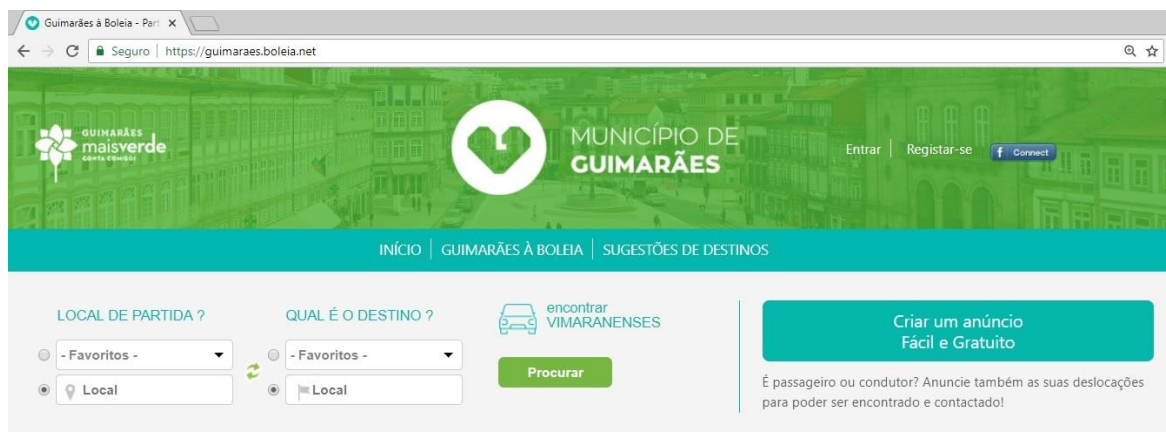 Guimarães à Boleia - Part
Seguro | https://guimaraes.boleia.net
GUIMARÃES
maisverde
CONTA COMIGO!
MUNICÍPIO DE
GUIMARÃES
Entrar | Registar-se f Connect
INÍCIO | GUIMARÃES À BOLEIA | SUGESTÕES DE DESTINOS
LOCAL DE PARTIDA ?
- Favoritos -
Local
QUAL É O DESTINO ?
- Favoritos -
Local
encontrar
VIMARANENSES
Procurar
Criar um anúncio
Fácil e Gratuito
É passageiro ou condutor? Anuncie também as suas deslocações
para poder ser encontrado e contactado!